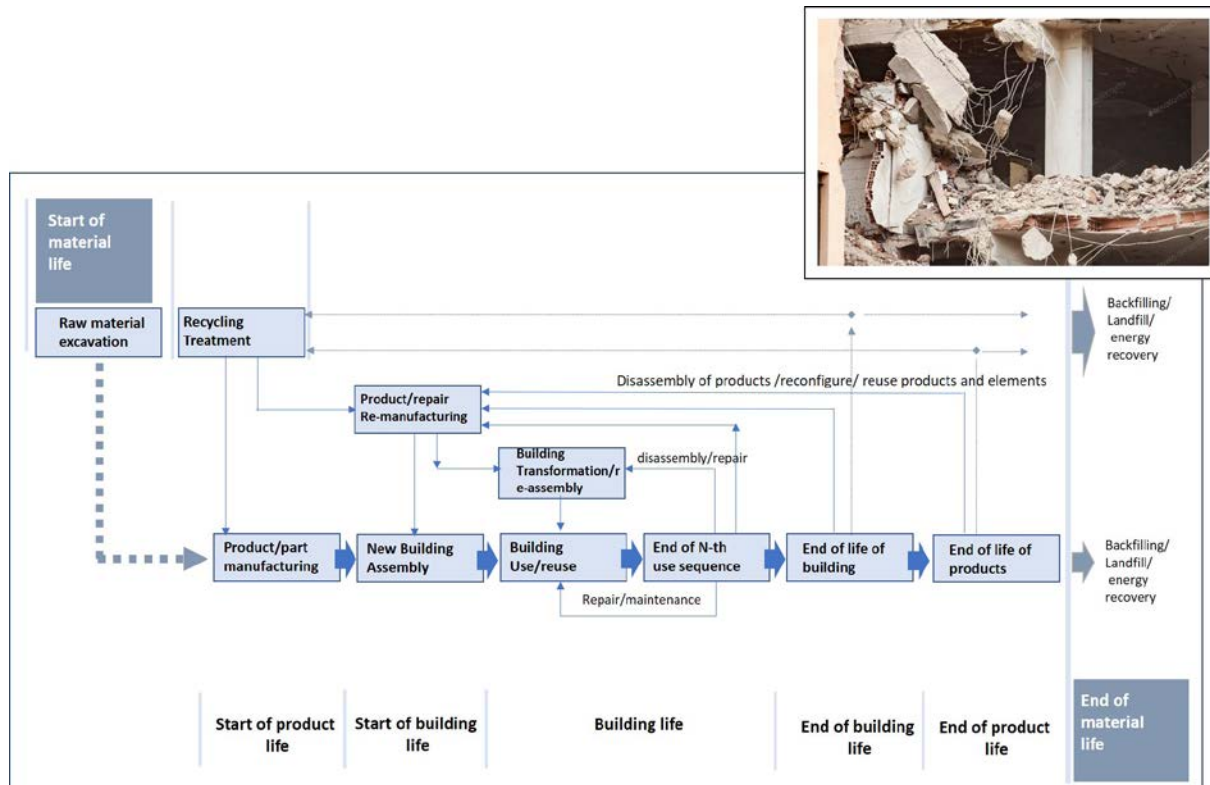 Start of
material
life
Raw material
excavation
Recycling
Treatment
Backfilling/
Landfill/
energy
recovery
Disassembly of products /reconfigure/ reuse products and elements
Product/repair
Re-manufacturing
Building
Transformation/r
e-assembly
disassembly/repair
Product/part
manufacturing
New Building
Assembly
Building
Use/reuse
End of N-th
use sequence
End of life of
building
End of life of
products
Backfilling/
Landfill/
energy
recovery
Repair/maintenance
Start of product
life
Start of building
life
Building life
End of building
life
End of product
life
End of
material
life